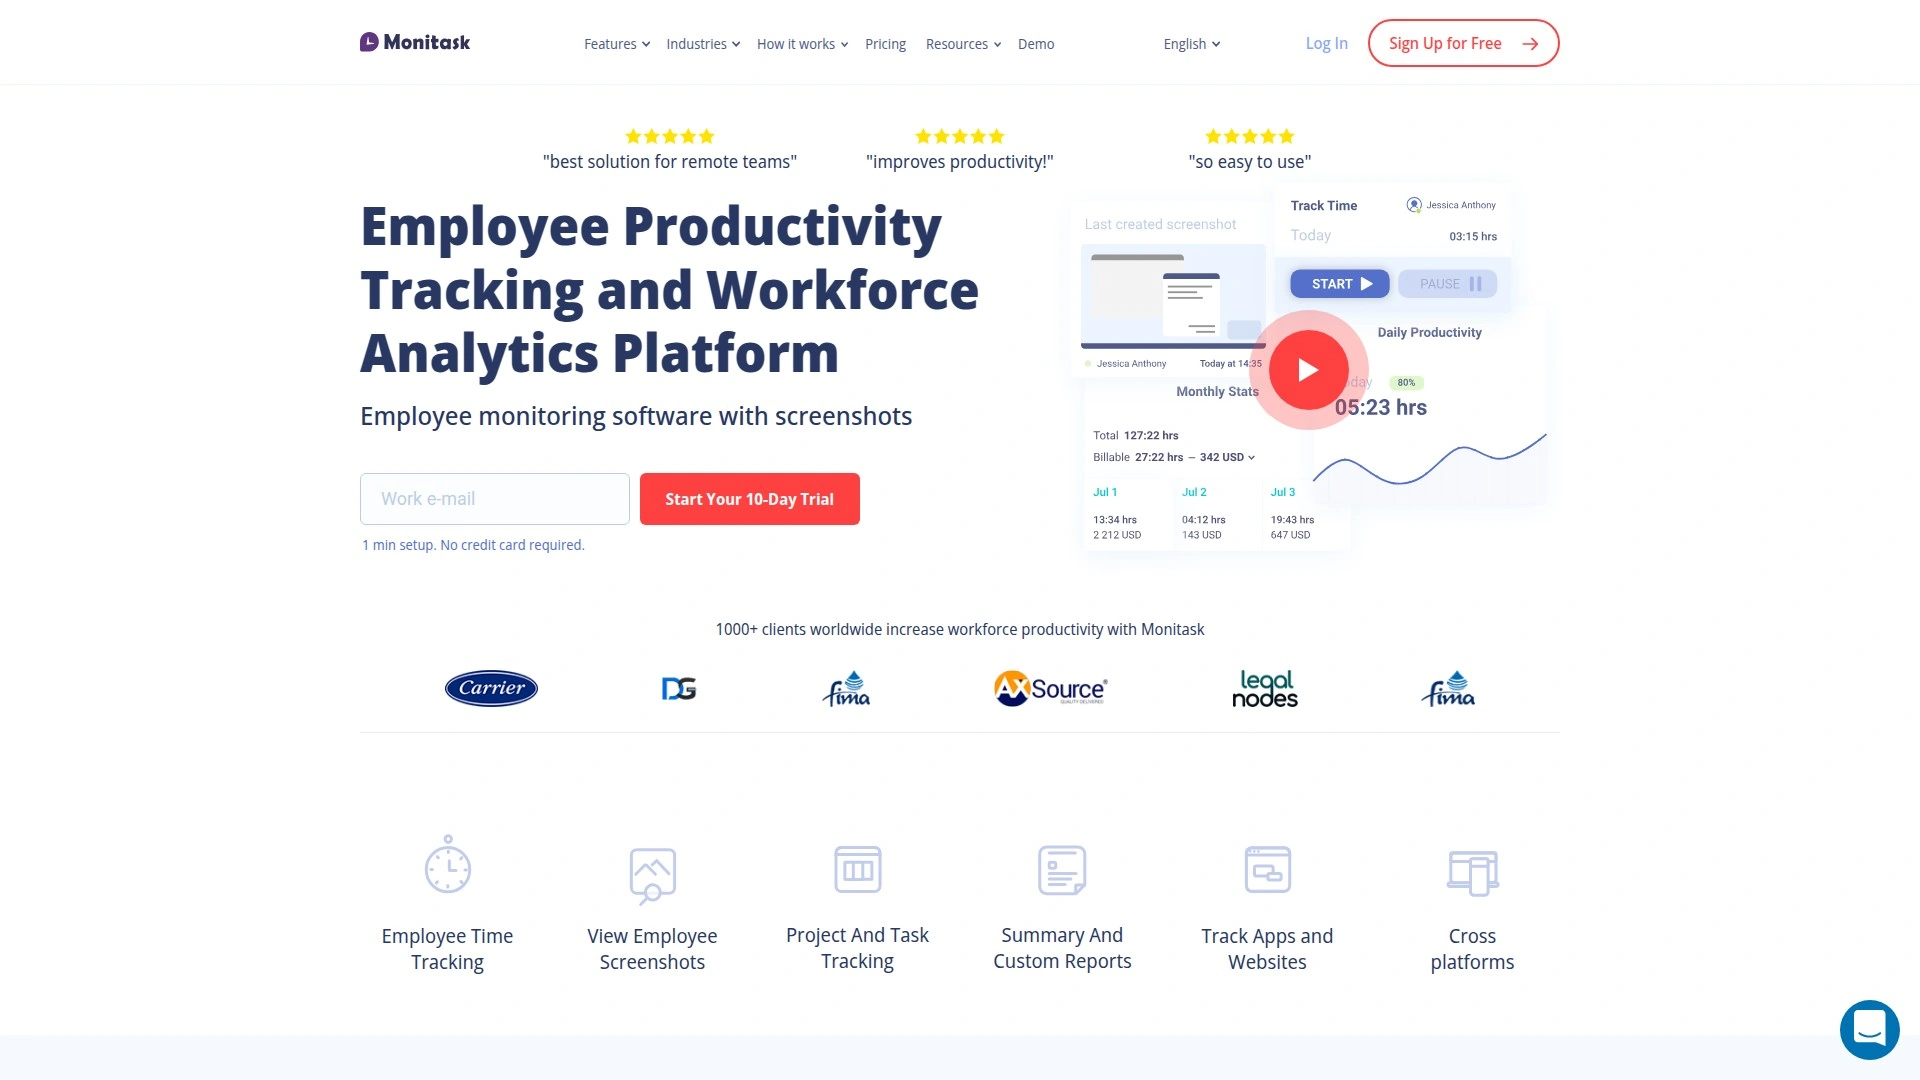 Monitask
Features
Industries
How it works
Pricing
Resources
Demo
English
Log In
Sign Up for Free
"best solution for remote teams"
"improves productivity!"
"so easy to use"
Employee Productivity
Tracking and Workforce
Analytics Platform
Employee monitoring software with screenshots
Work e-mail
Start Your 10-Day Trial
1 min setup. No credit card required.
Last created screenshot
Jessica Anthony
Today at 14:35
Track Time
Jessica Anthony
Today
03:15 hrs
START
PAUSE
Daily Productivity
80%
05:23 hrs
Monthly Stats
Total 127:22 hrs
Billable 27:22 hrs – 342 USD
Jul 1
Jul 2
Jul 3
13:34 hrs
04:12 hrs
19:43 hrs
2 212 USD
143 USD
647 USD
1000+ clients worldwide increase workforce productivity with Monitask
Carrier
DG
fima
AXSource®
QUALITY DELIVERED
legal
nodes
fima
Employee Time
Tracking
View Employee
Screenshots
Project And Task
Tracking
Summary And
Custom Reports
Track Apps and
Websites
Cross
platforms